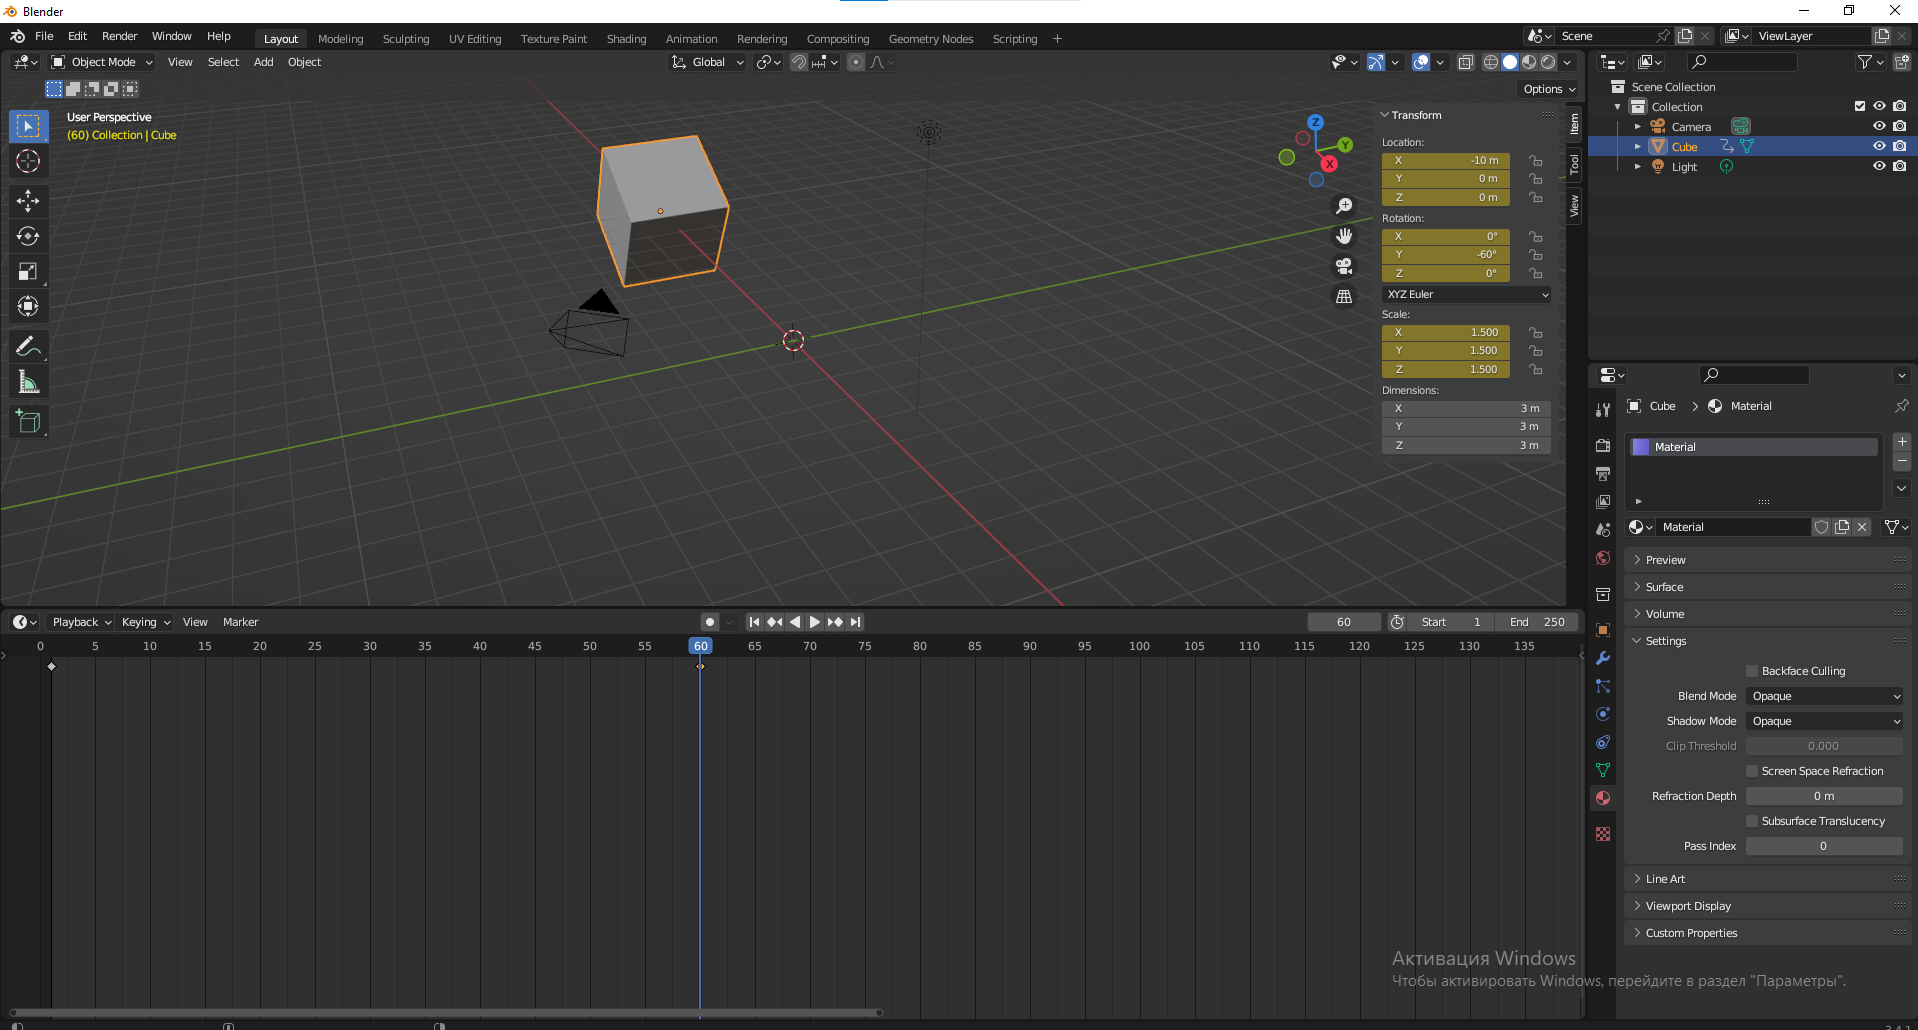 Blender
File Edit Render Window Help Layout Modeling Sculpting UV Editing Texture Paint Shading Animation Rendering Compositing Geometry Nodes Scripting + Scene ViewLayer
Object Mode View Select Add Object Global
Options
User Perspective
(60) Collection | Cube
Transform
Location:
X -10 m
Y 0 m
Z 0 m
Rotation:
X 0°
Y -60°
Z 0°
XYZ Euler
Scale:
X 1.500
Y 1.500
Z 1.500
Dimensions:
X 3 m
Y 3 m
Z 3 m
Item
Tool
View
Z
Y
X
Scene Collection
Collection
Camera
Cube
Light
Cube > Material
Material
Material
Preview
Surface
Volume
Settings
Backface Culling
Blend Mode Opaque
Shadow Mode Opaque
Clip Threshold 0.000
Screen Space Refraction
Refraction Depth 0 m
Subsurface Translucency
Pass Index 0
Line Art
Viewport Display
Custom Properties
Playback Keying View Marker 60 Start 1 End 250
0 5 10 15 20 25 30 35 40 45 50 55 60 65 70 75 80 85 90 95 100 105 110 115 120 125 130 135
Активация Windows
Чтобы активировать Windows, перейдите в раздел "Параметры".